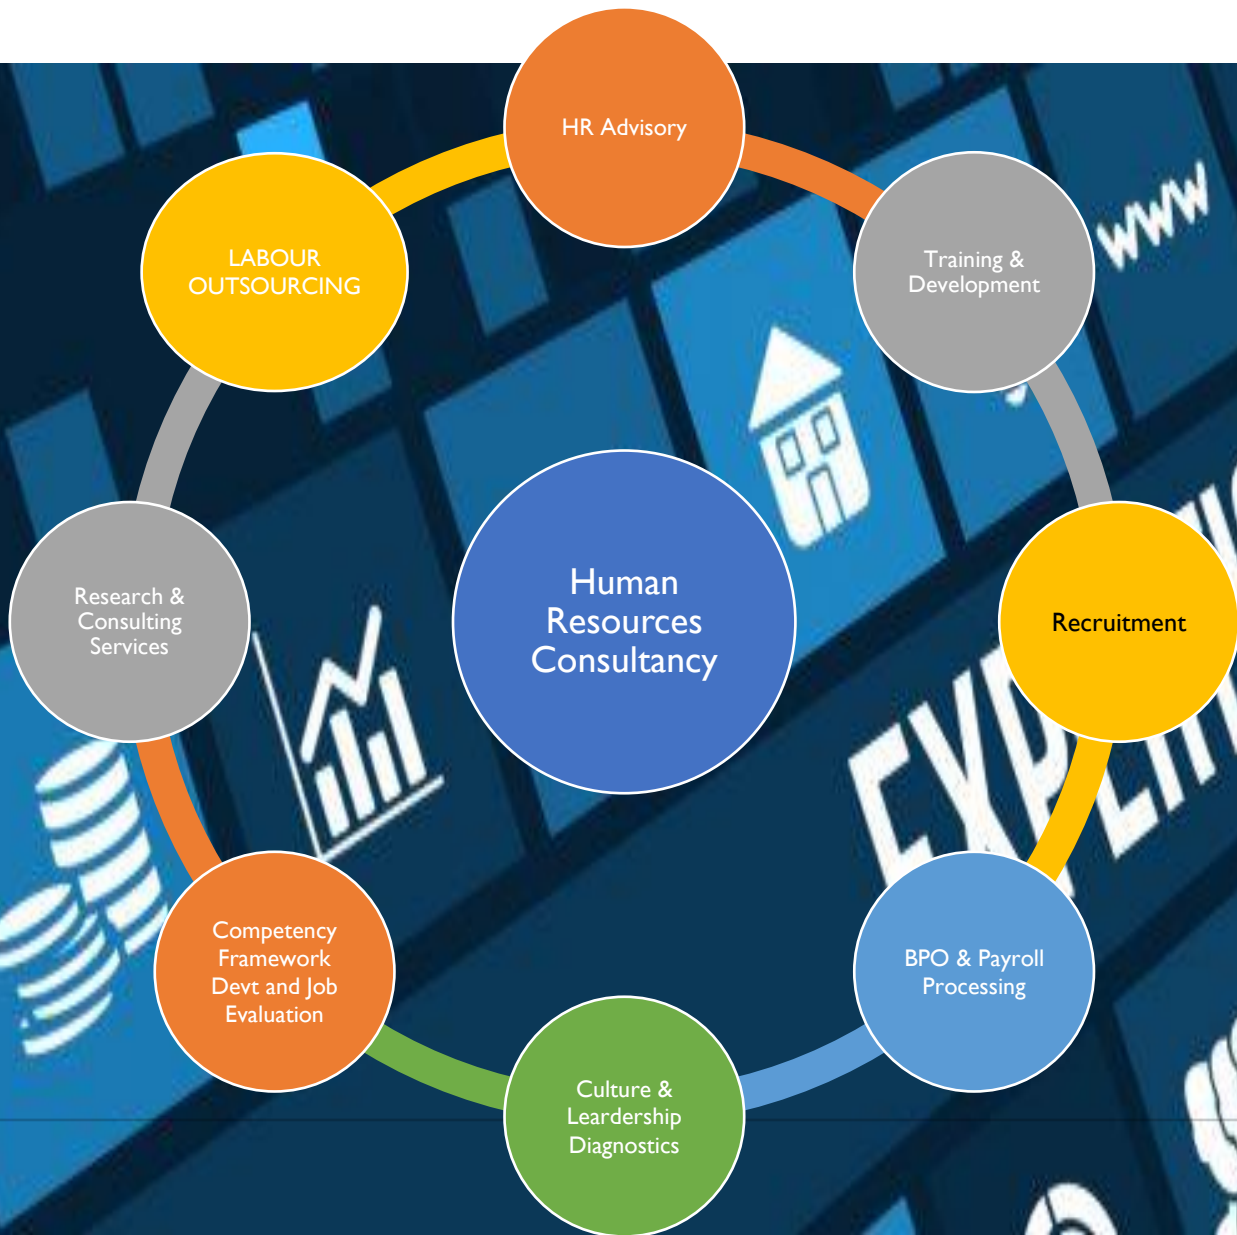 HR Advisory
Training &
Development
www
Recruitment
BPO & Payroll
Processing
Culture &
Leardership
Diagnostics
Competency
Framework
Devt and Job
Evaluation
Research &
Consulting
Services
LABOUR
OUTSOURCING
Human
Resources
Consultancy